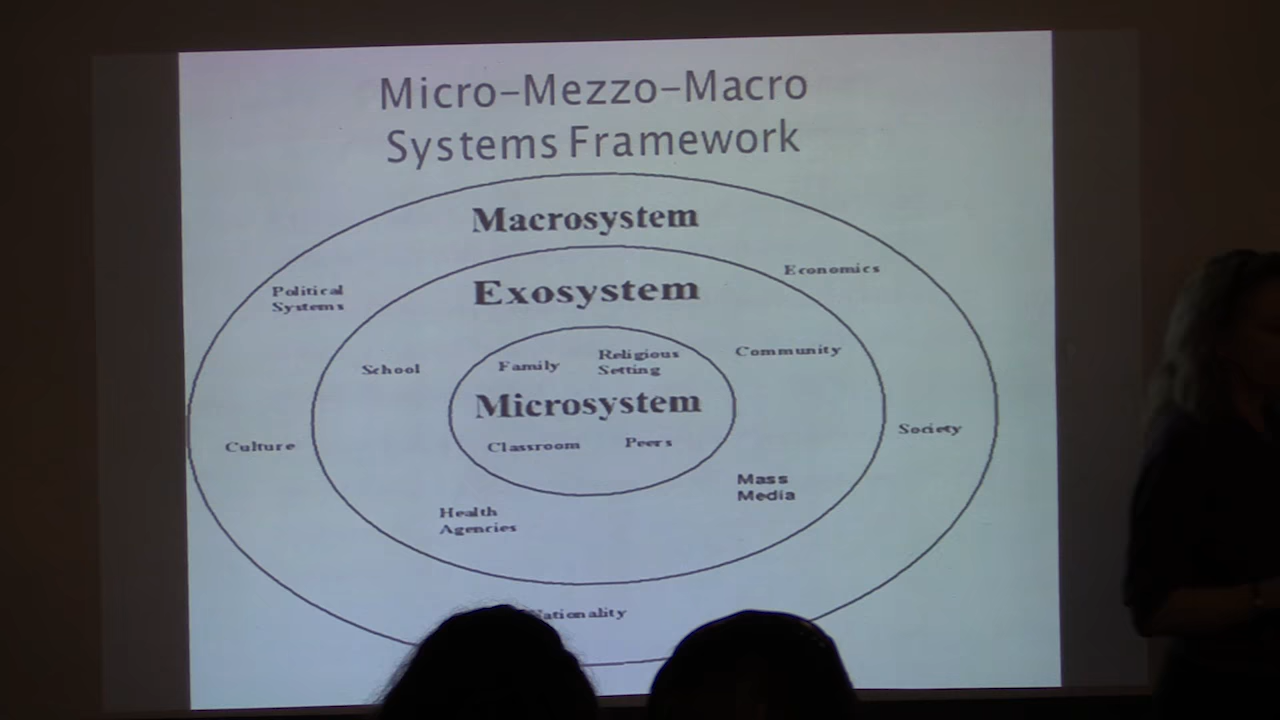 Micro-Mezzo-Macro
Systems Framework
Macrosystem
Economics
Political
Systems
Exosystem
School
Family
Religious
Setting
Community
Microsystem
Classroom
Peers
Culture
Society
Mass
Media
Health
Agencies
ationality